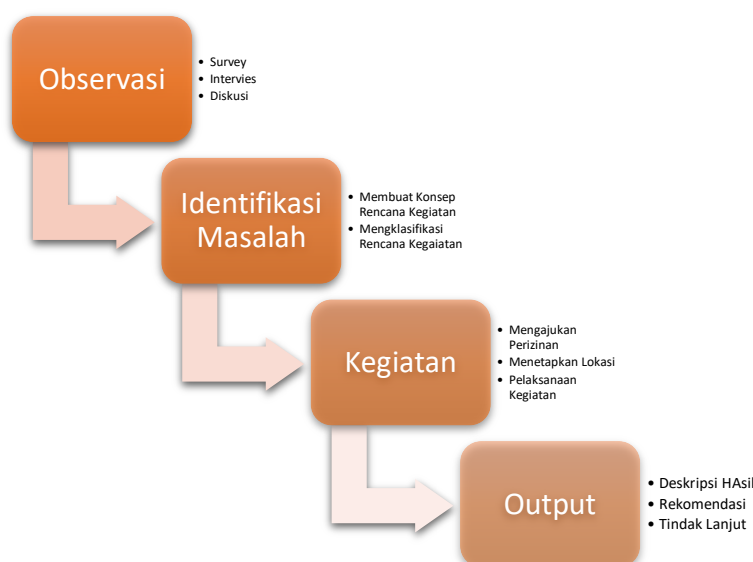 Observasi
• Survey
• Intervies
• Diskusi
Identifikasi
Masalah
• Membuat Konsep
Rencana Kegiatan
• Mengklasifikasi
Rencana Kegaiatan
Kegiatan
• Mengajukan
Perizinan
• Menetapkan Lokasi
• Pelaksanaan
Kegiatan
Output
• Deskripsi HAsil
• Rekomendasi
• Tindak Lanjut